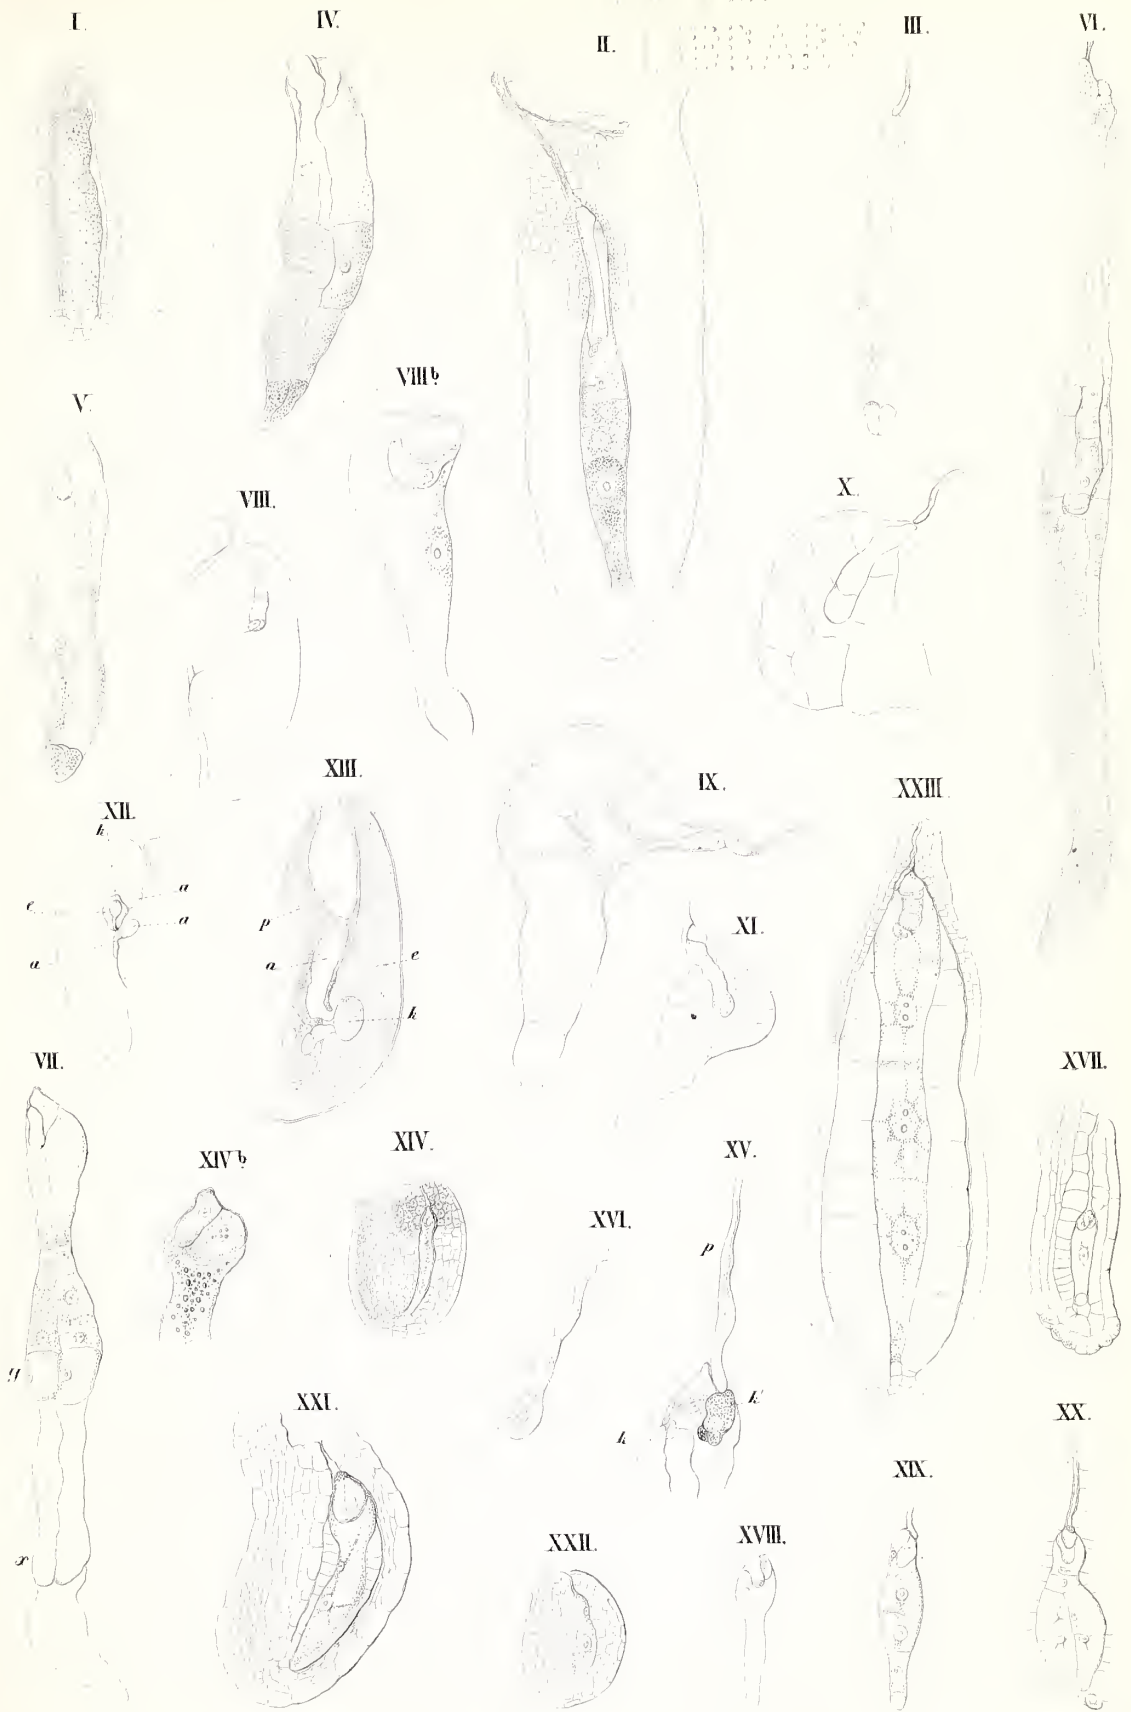 LIBRARY
I.
IV.
II.
III.
VI.
VIII b.
V.
VIII.
X.
XIII.
IX.
XXIII.
XII.
h
a
e
a
a
p
a
e
k
XI.
VII.
XVII.
XIV b.
XIV.
XV.
XVI.
p
g
k'
k
XXI.
XX.
XIX.
x
XXII.
XVIII.